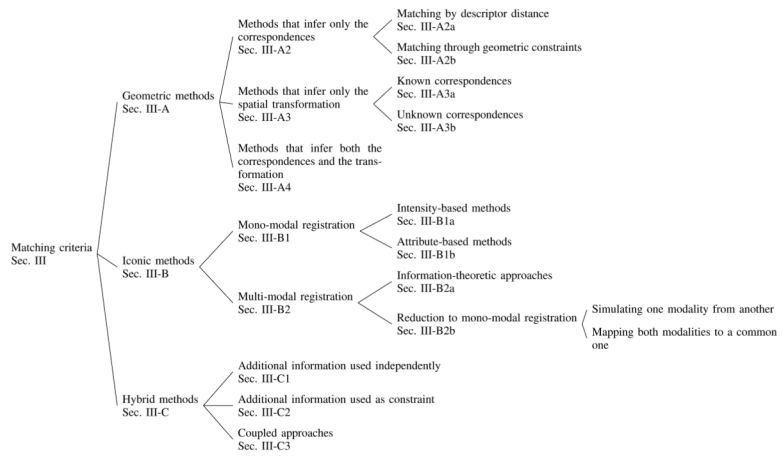 Matching criteria
Sec. III
Geometric methods
Sec. III-A
Methods that infer only the
correspondences
Sec. III-A2
Matching by descriptor distance
Sec. III-A2a
Matching through geometric constraints
Sec. III-A2b
Methods that infer only the
spatial transformation
Sec. III-A3
Known correspondences
Sec. III-A3a
Unknown correspondences
Sec. III-A3b
Methods that infer both the
correspondences and the trans-
formation
Sec. III-A4
Iconic methods
Sec. III-B
Mono-modal registration
Sec. III-B1
Intensity-based methods
Sec. III-B1a
Attribute-based methods
Sec. III-B1b
Multi-modal registration
Sec. III-B2
Information-theoretic approaches
Sec. III-B2a
Reduction to mono-modal registration
Sec. III-B2b
Simulating one modality from another
Mapping both modalities to a common
one
Hybrid methods
Sec. III-C
Additional information used independently
Sec. III-C1
Additional information used as constraint
Sec. III-C2
Coupled approaches
Sec. III-C3